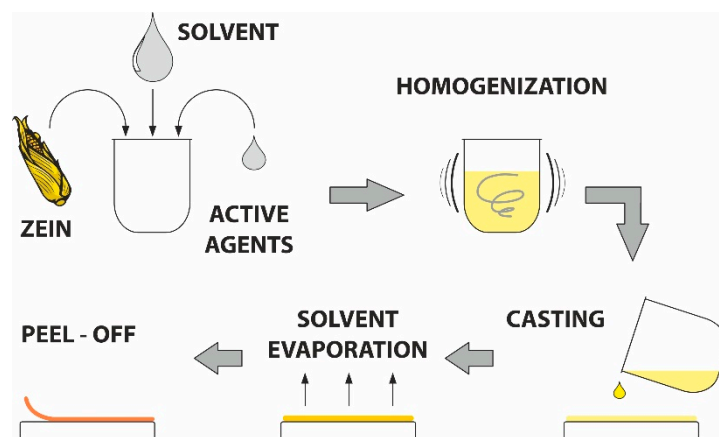 SOLVENT
HOMOGENIZATION
ZEIN
ACTIVE
AGENTS
CASTING
SOLVENT
EVAPORATION
PEEL - OFF